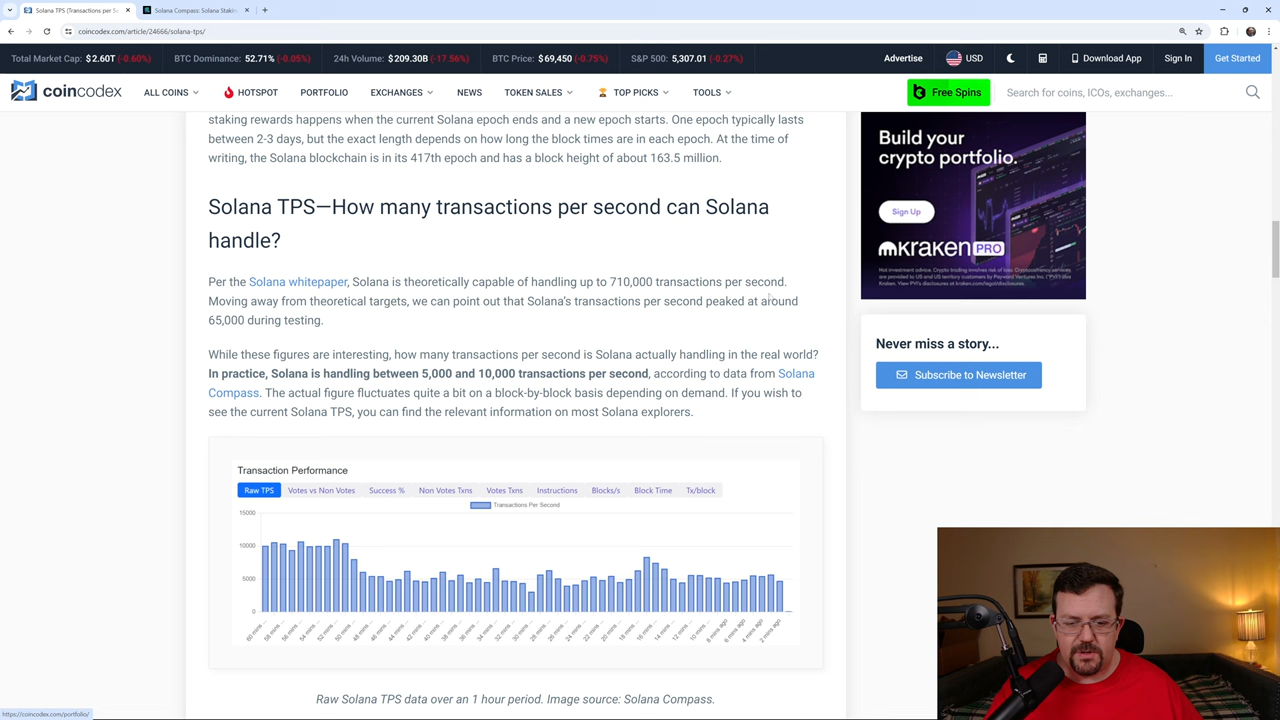 Solana TPS (Transactions per Se
Solana Compass: Solana Stakin
coincodex.com/article/24666/solana-tps/
Total Market Cap: $2.60T (-0.60%) BTC Dominance: 52.71% (-0.05%) 24h Volume: $209.30B (-17.56%) BTC Price: $69,450 (-0.75%) S&P 500: 5,307.01 (-0.27%) Advertise USD Download App Sign In Get Started
coincodex ALL COINS HOTSPOT PORTFOLIO EXCHANGES NEWS TOKEN SALES TOP PICKS TOOLS Free Spins Search for coins, ICOs, exchanges...
staking rewards happens when the current Solana epoch ends and a new epoch starts. One epoch typically lasts
between 2-3 days, but the exact length depends on how long the block times are in each epoch. At the time of
writing, the Solana blockchain is in its 417th epoch and has a block height of about 163.5 million.
Solana TPS—How many transactions per second can Solana
handle?
Per the Solana whitepaper, Solana is theoretically capable of handling up to 710,000 transactions per second.
Moving away from theoretical targets, we can point out that Solana's transactions per second peaked at around
65,000 during testing.
While these figures are interesting, how many transactions per second is Solana actually handling in the real world?
In practice, Solana is handling between 5,000 and 10,000 transactions per second, according to data from Solana
Compass. The actual figure fluctuates quite a bit on a block-by-block basis depending on demand. If you wish to
see the current Solana TPS, you can find the relevant information on most Solana explorers.
Transaction Performance
Raw TPS Votes vs Non Votes Success % Non Votes Txns Votes Txns Instructions Blocks/s Block Time Tx/block
Transactions Per Second
15000
10000
5000
0
Raw Solana TPS data over an 1 hour period. Image source: Solana Compass.
Build your
crypto portfolio.
Sign Up
KRAKEN PRO
Never miss a story...
Subscribe to Newsletter
https://coincodex.com/portfolio/